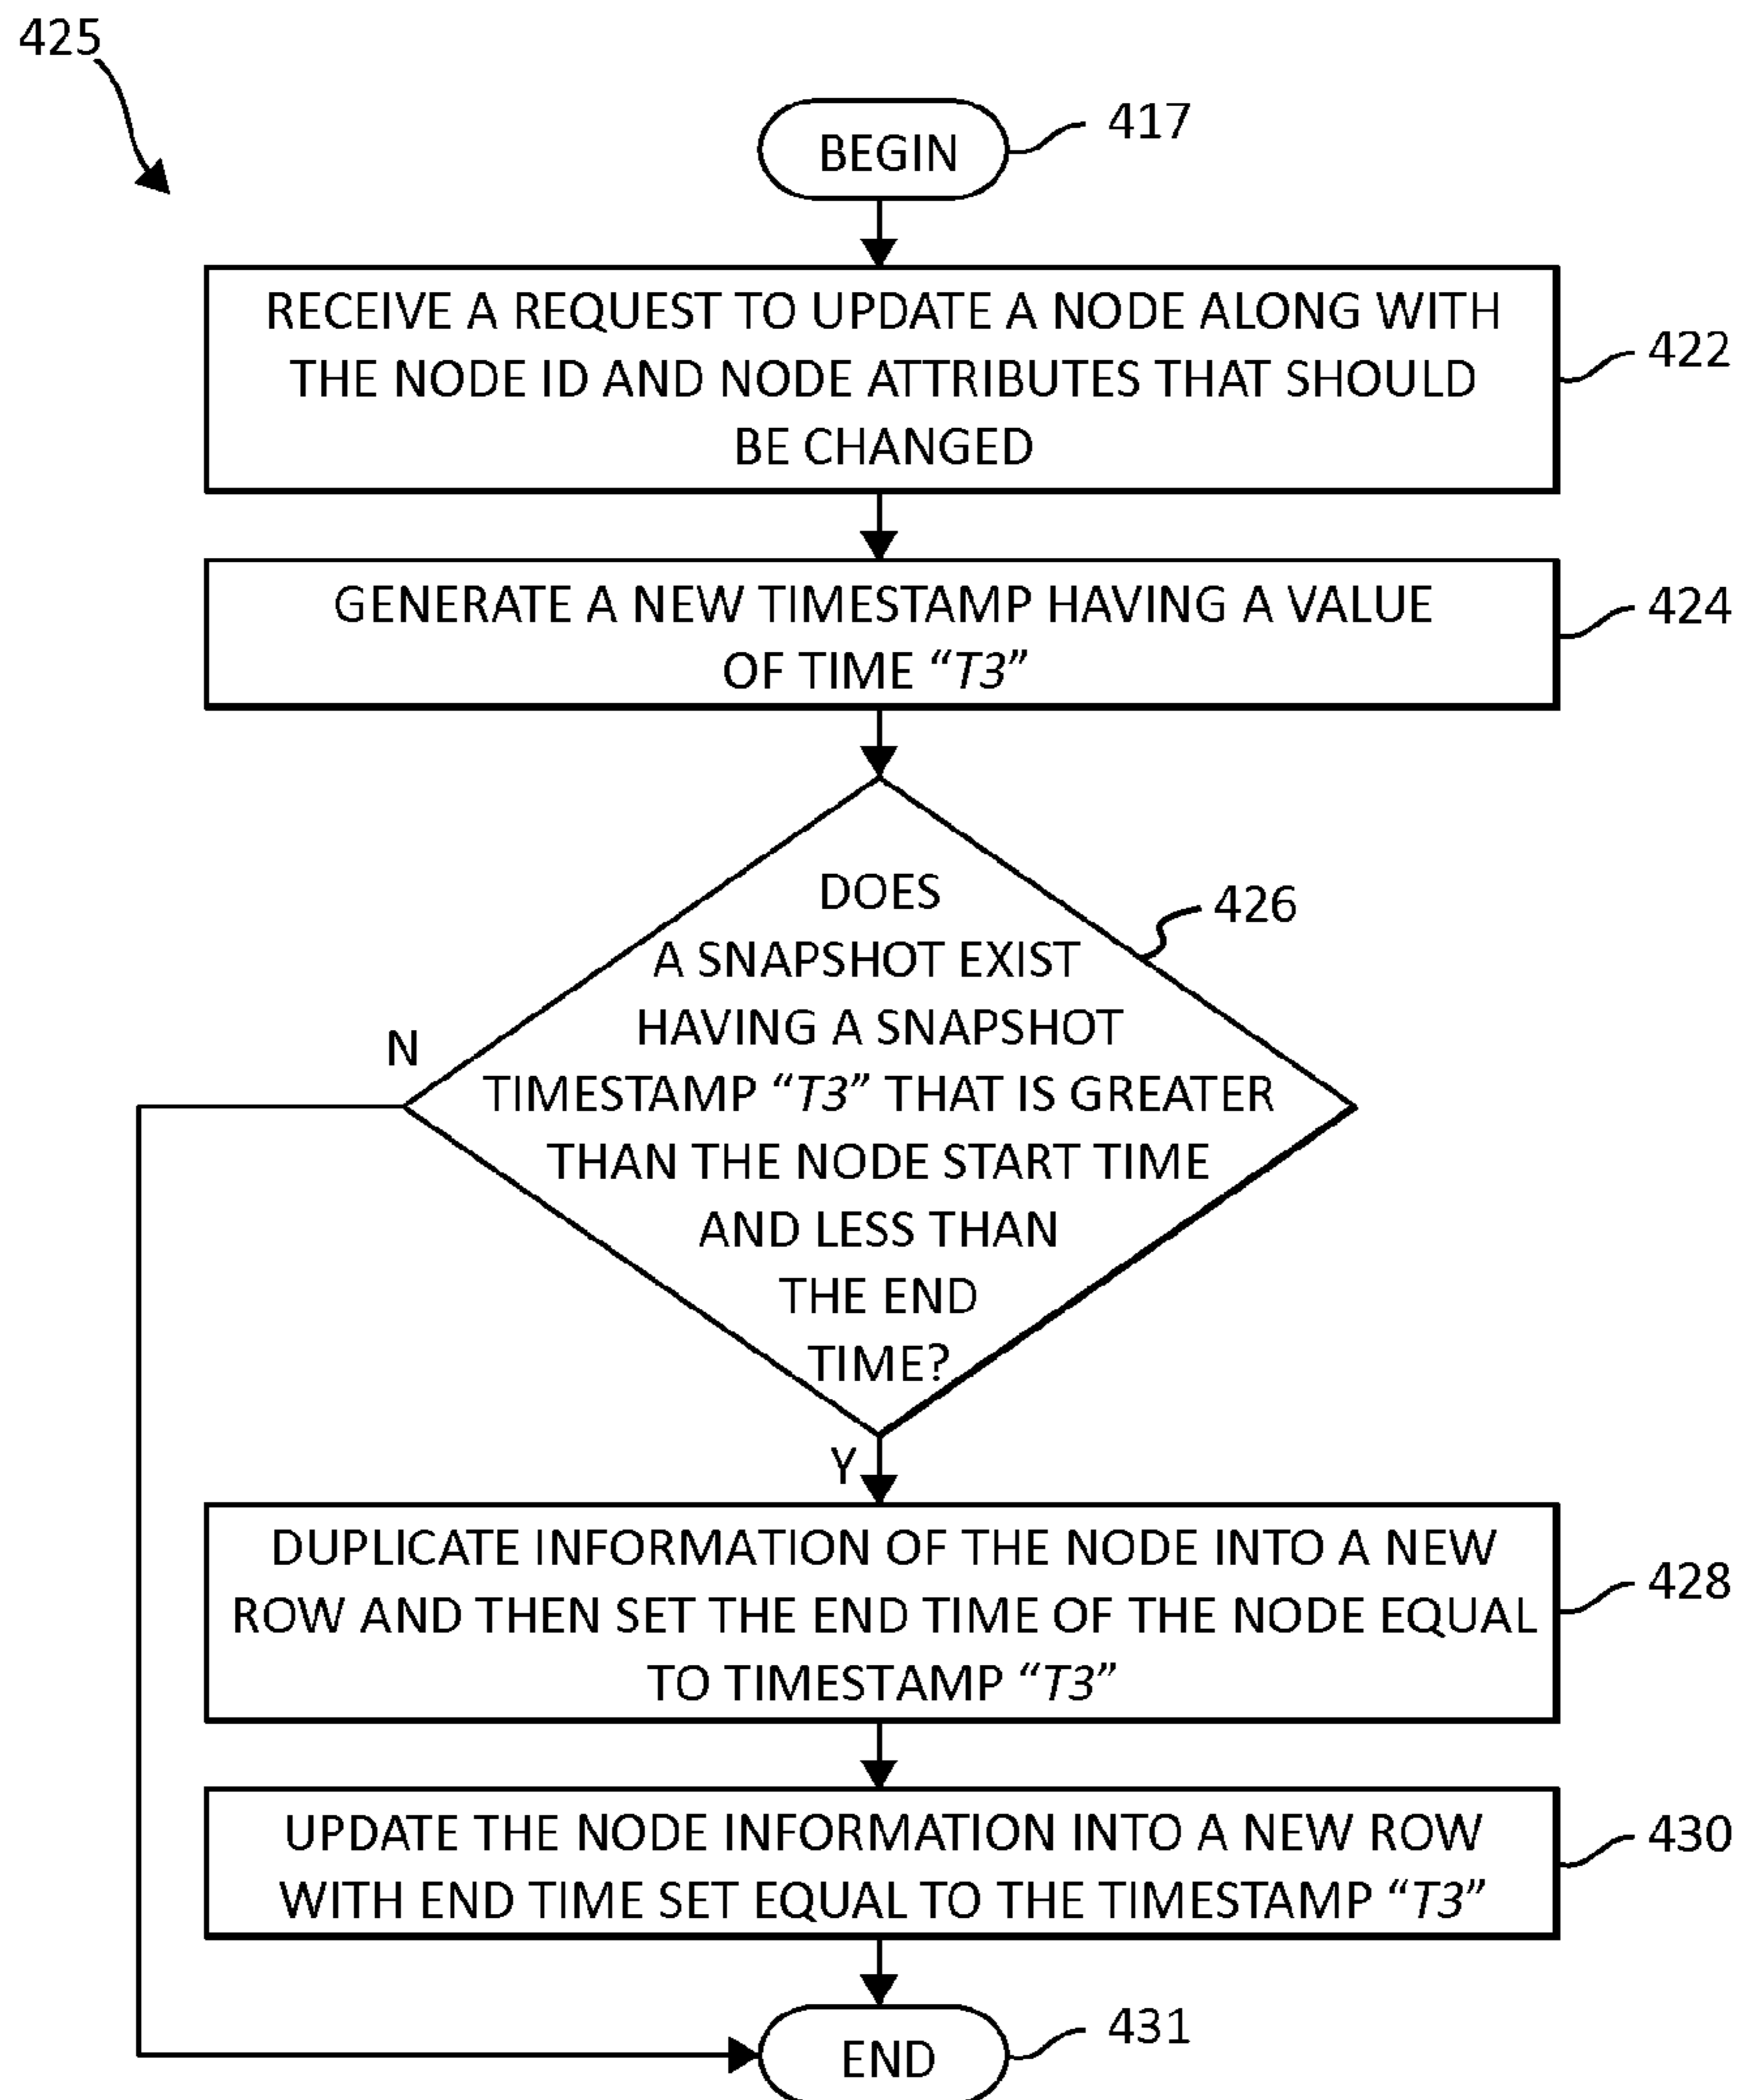 425
BEGIN
417
RECEIVE A REQUEST TO UPDATE A NODE ALONG WITH
THE NODE ID AND NODE ATTRIBUTES THAT SHOULD
BE CHANGED
422
GENERATE A NEW TIMESTAMP HAVING A VALUE
OF TIME “T3”
424
DOES
A SNAPSHOT EXIST
HAVING A SNAPSHOT
TIMESTAMP “T3” THAT IS GREATER
THAN THE NODE START TIME
AND LESS THAN
THE END
TIME?
426
N
Y
DUPLICATE INFORMATION OF THE NODE INTO A NEW
ROW AND THEN SET THE END TIME OF THE NODE EQUAL
TO TIMESTAMP “T3”
428
UPDATE THE NODE INFORMATION INTO A NEW ROW
WITH END TIME SET EQUAL TO THE TIMESTAMP “T3”
430
END
431